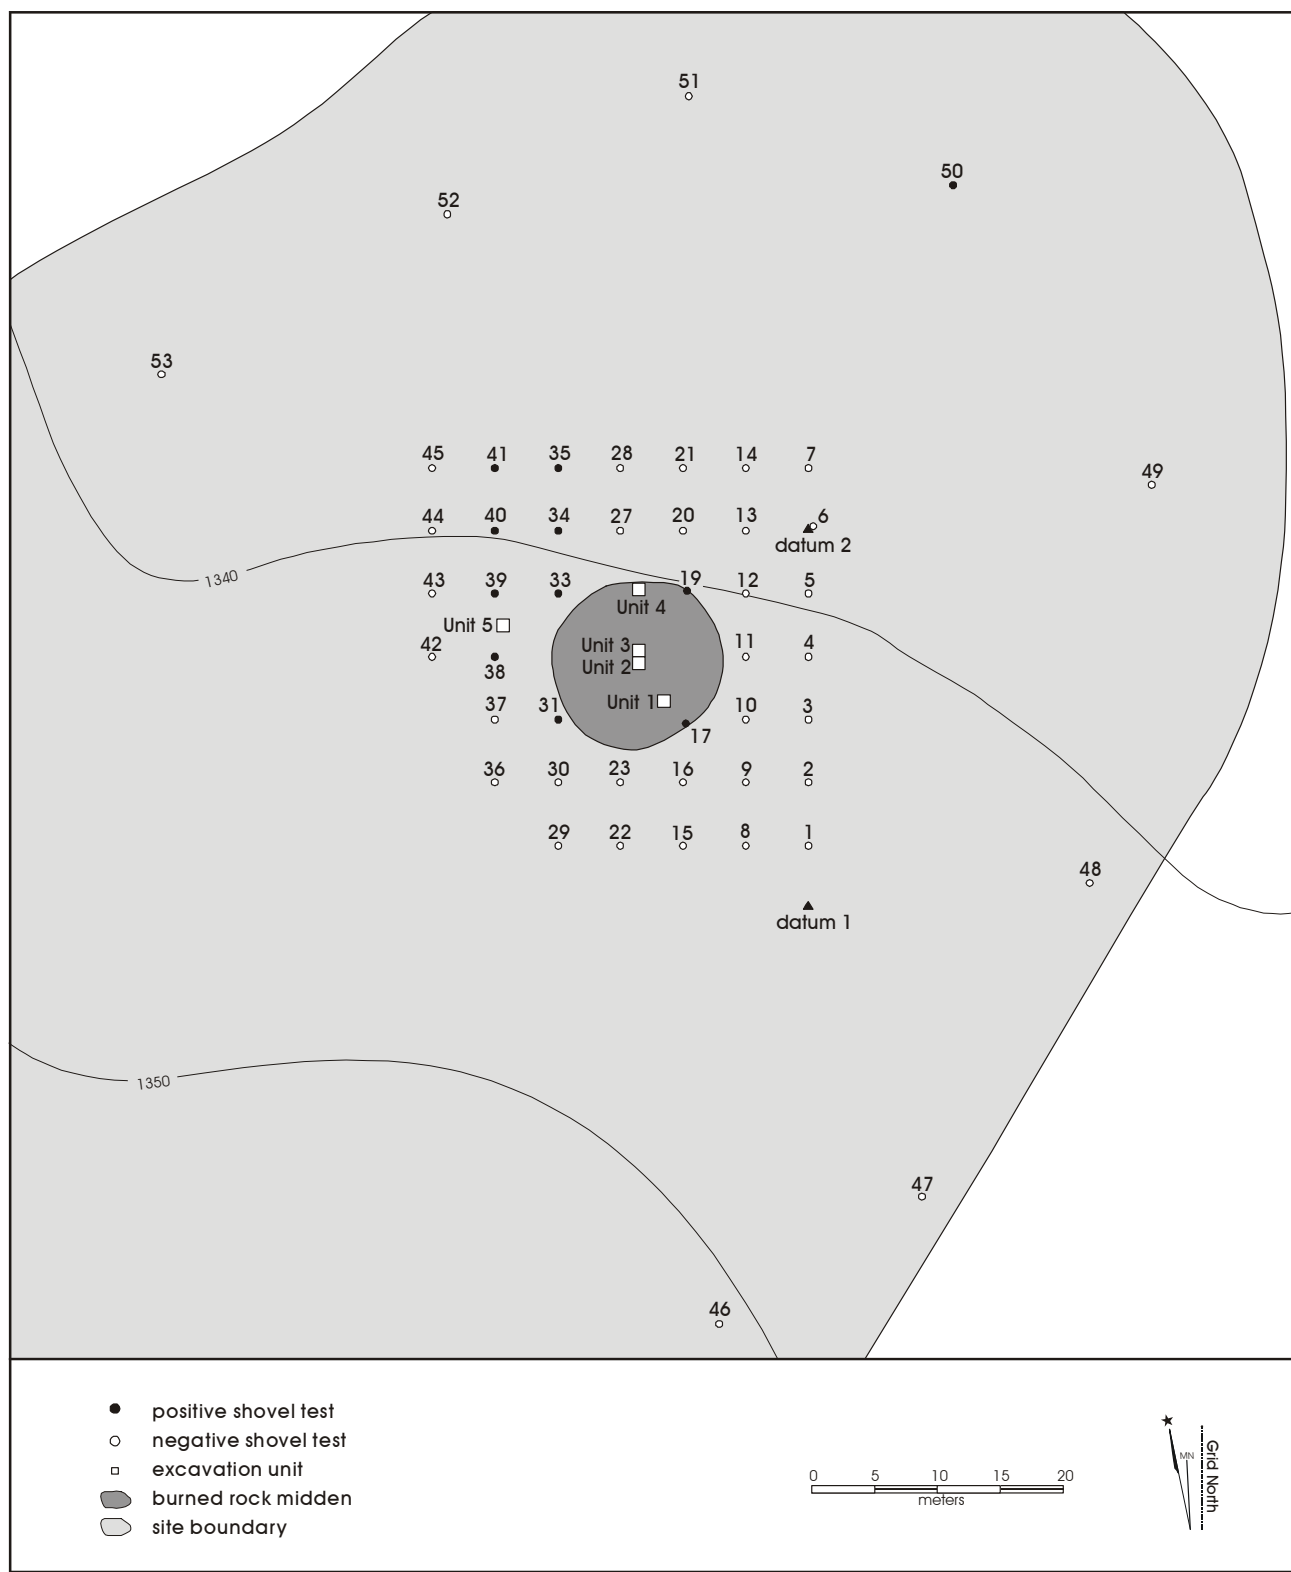 51
50
52
53
45 41 35 28 21 14 7
49
44 40 34 27 20 13 6
datum 2
1340
43 39 33 19 12 5
Unit 4
Unit 5
42 Unit 3 11 4
38 Unit 2
37 31 Unit 1 10 3
17
36 30 23 16 9 2
29 22 15 8 1
48
datum 1
1350
47
46
positive shovel test
negative shovel test
excavation unit
burned rock midden
site boundary
0 5 10 15 20
meters
MN
Grid North